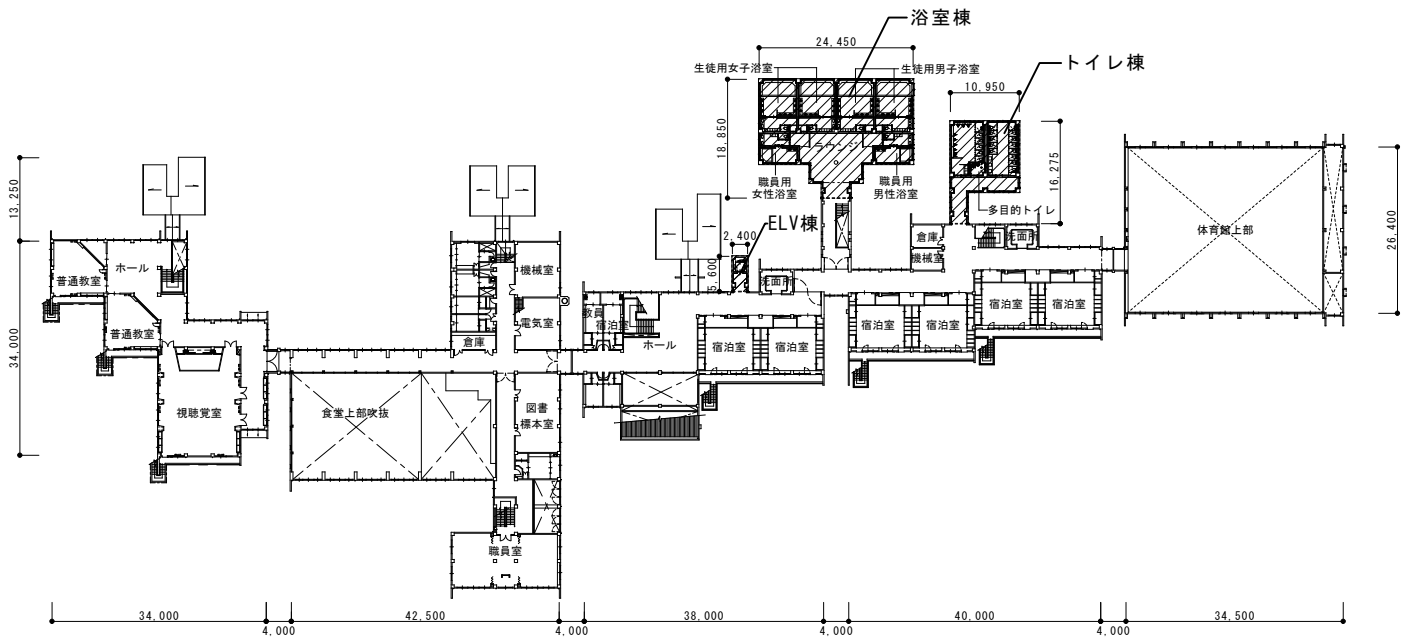 浴室棟
24,450
生徒用女子浴室
生徒用男子浴室
トイレ棟
10,950
18,850
ラウンジ
職員用
女性浴室
職員用
男性浴室
16,275
多目的トイレ
13,250
34,000
ELV棟
2,400
5,600
倉庫
機械室
洗面所
体育館上部
26,400
普通教室
ホール
普通教室
視聴覚室
機械室
電気室
倉庫
教員
宿泊室
ホール
洗面所
宿泊室
宿泊室
宿泊室
宿泊室
宿泊室
宿泊室
食堂上部吹抜
図書
標本室
職員室
34,000
4,000
42,500
4,000
38,000
4,000
40,000
4,000
34,500